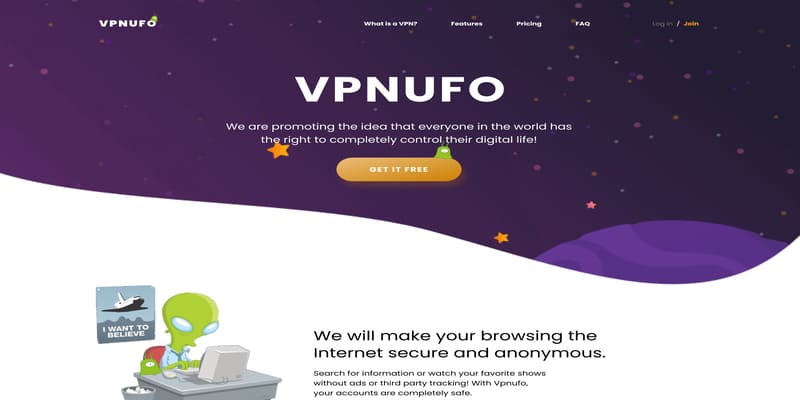 VPNUFO
What is a VPN?
Features
Pricing
FAQ
Log in / Join
VPNUFO
We are promoting the idea that everyone in the world has
the right to completely control their digital life!
GET IT FREE
I WANT TO
BELIEVE
We will make your browsing the
Internet secure and anonymous.
Search for information or watch your favorite shows
without ads or third party tracking! With Vpnufo,
your accounts are completely safe.